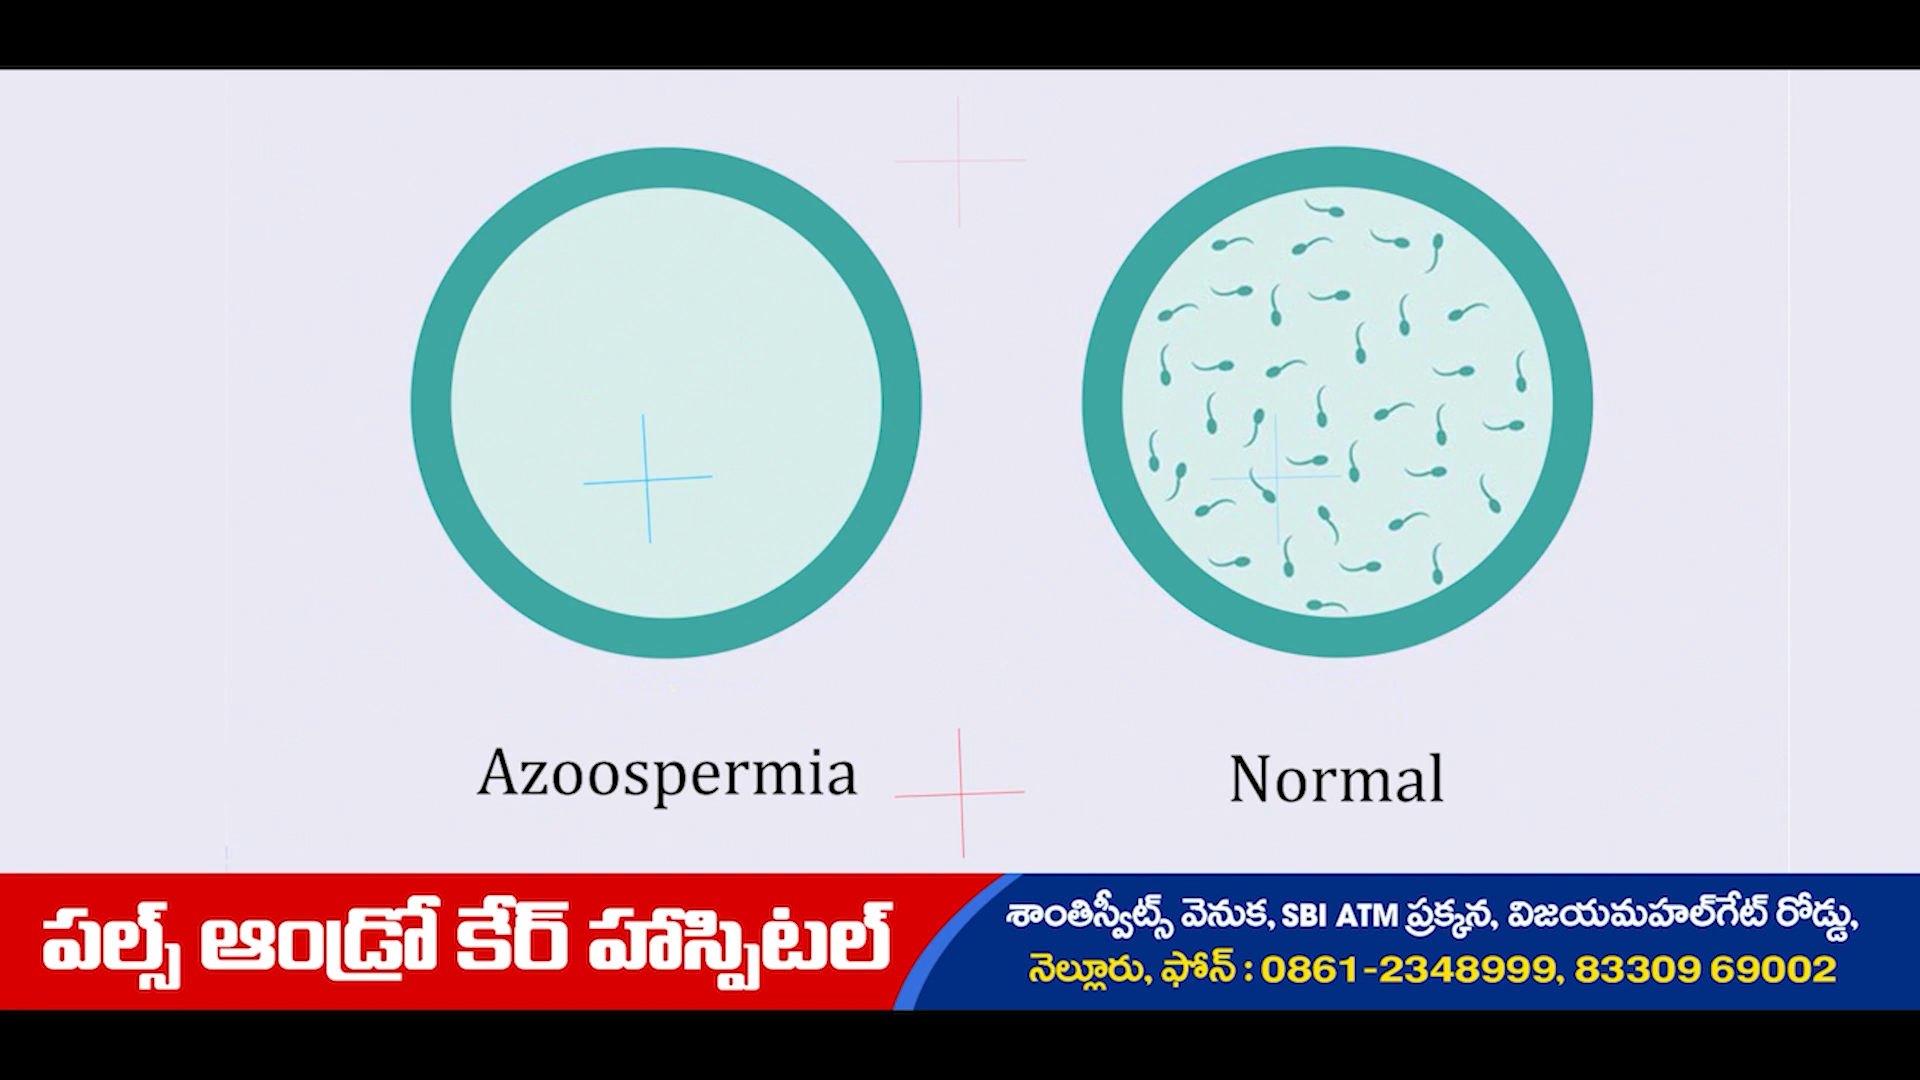 Azoospermia
Normal
పల్స్ ఆండ్రో కేర్ హాస్పిటల్
శాంతిస్వీట్స్ వెనుక, SBI ATM ప్రక్కన, విజయమహల్‌గేట్ రోడ్డు,
నెల్లూరు, ఫోన్ : 0861-2348999, 83309 69002